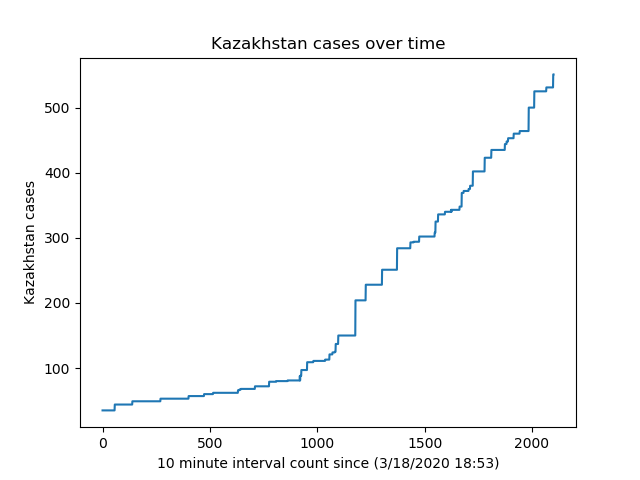 Kazakhstan cases over time
500
400
300
200
100
Kazakhstan cases
0 500 1000 1500 2000
10 minute interval count since (3/18/2020 18:53)